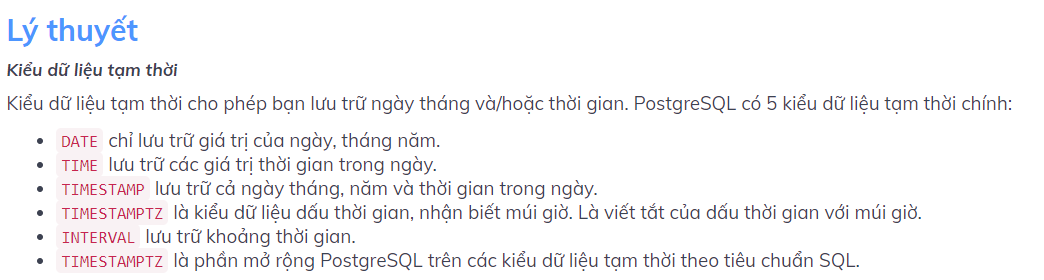 Lý thuyết
Kiểu dữ liệu tạm thời
Kiểu dữ liệu tạm thời cho phép bạn lưu trữ ngày tháng và/hoặc thời gian. PostgreSQL có 5 kiểu dữ liệu tạm thời chính:
• DATE chỉ lưu trữ giá trị của ngày, tháng năm.
• TIME lưu trữ các giá trị thời gian trong ngày.
• TIMESTAMP lưu trữ cả ngày tháng, năm và thời gian trong ngày.
• TIMESTAMPTZ là kiểu dữ liệu dấu thời gian, nhận biết múi giờ. Là viết tắt của dấu thời gian với múi giờ.
• INTERVAL lưu trữ khoảng thời gian.
• TIMESTAMPTZ là phần mở rộng PostgreSQL trên các kiểu dữ liệu tạm thời theo tiêu chuẩn SQL.